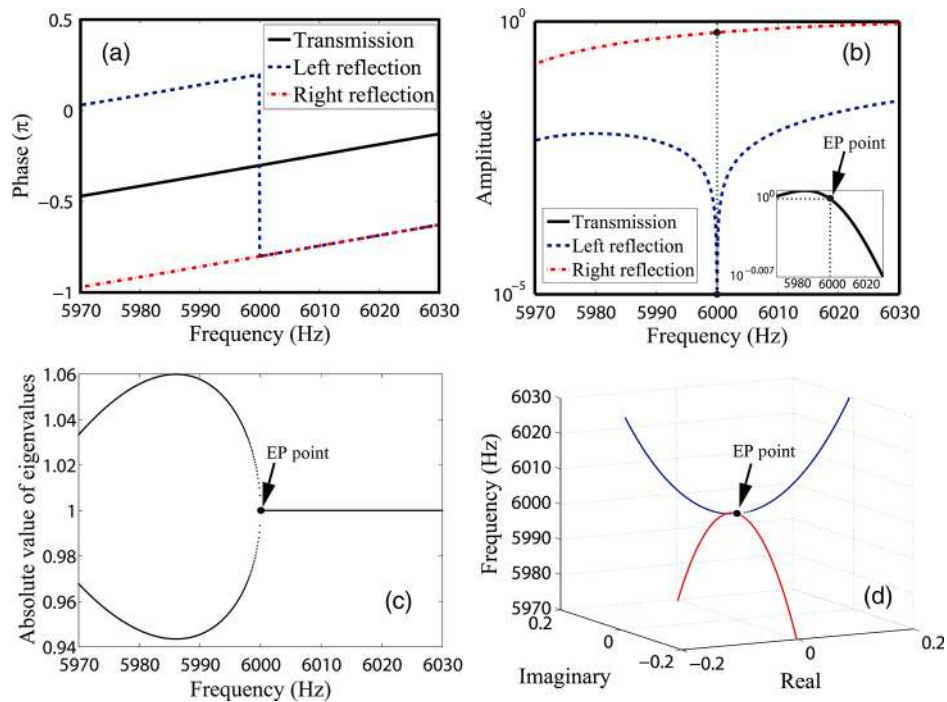 (a)
Transmission
Left reflection
Right reflection
0.5
0
−0.5
−1
Phase (π)
5970 5980 5990 6000 6010 6020 6030
Frequency (Hz)
(b)
10^0
10^-5
Amplitude
EP point
Transmission
Left reflection
Right reflection
10^0
10^-0.007
5980 6000 6020
5970 5980 5990 6000 6010 6020 6030
Frequency (Hz)
1.06
1.04
1.02
1
0.98
0.96
0.94
Absolute value of eigenvalues
EP point
(c)
5970 5980 5990 6000 6010 6020 6030
Frequency (Hz)
6030
6020
6010
6000
5990
5980
5970
Frequency (Hz)
EP point
(d)
0.2
0
−0.2
Imaginary
−0.2
0
0.2
Real